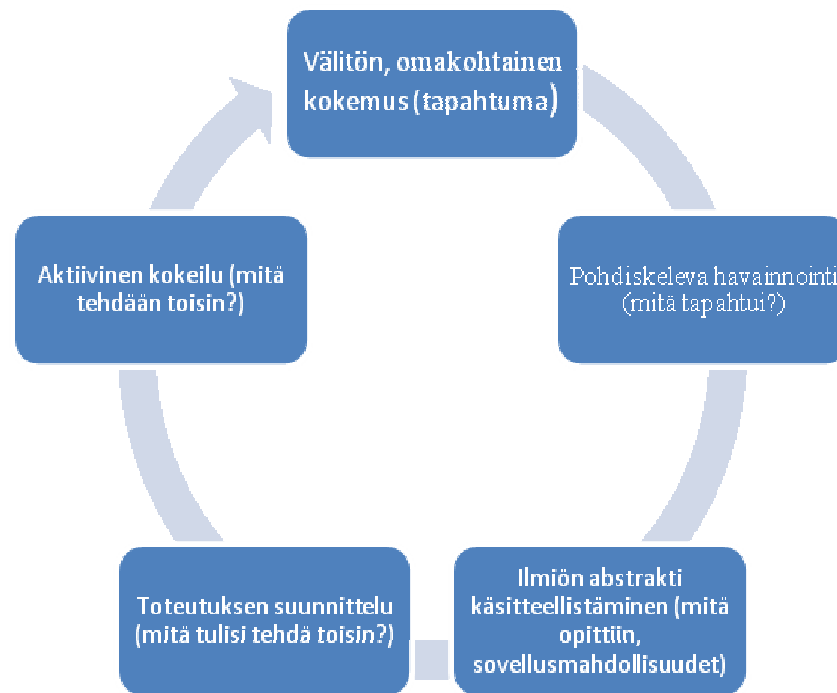 Välitön, omakohtainen
kokemus (tapahtuma)
Pohdiskeleva havainnointi
(mitä tapahtui?)
Ilmiön abstrakti
käsitteellistäminen (mitä
opittiin,
sovellusmahdollisuudet)
Toteutuksen suunnittelu
(mitä tulisi tehdä toisin?)
Aktiivinen kokeilu (mitä
tehdään toisin?)